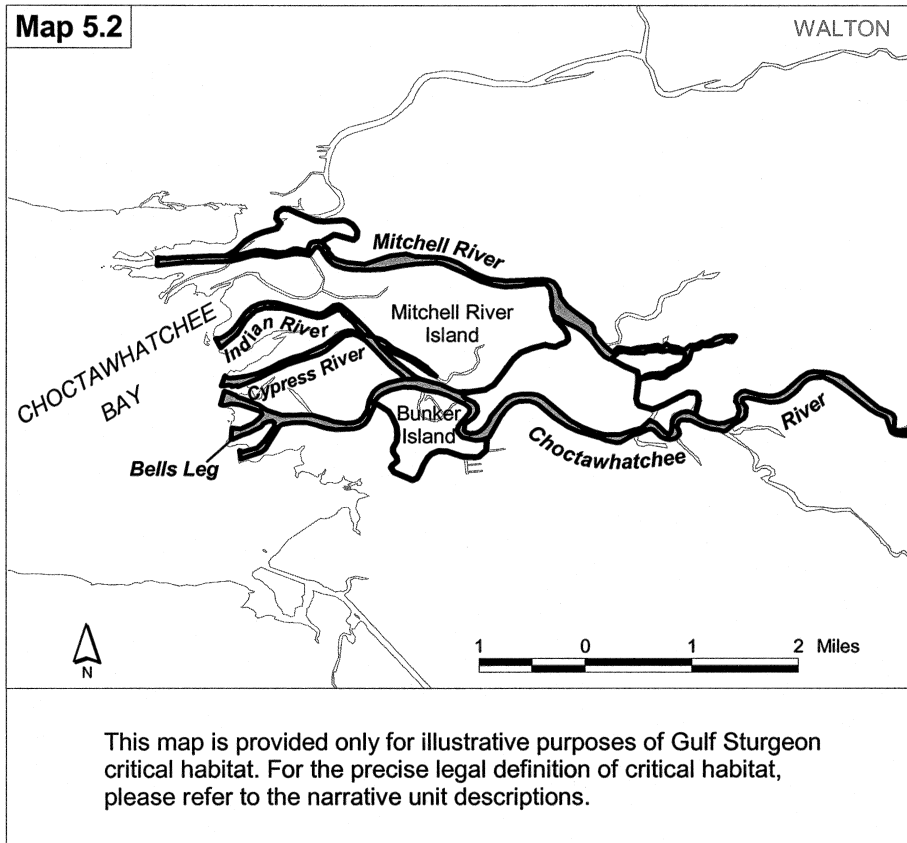 Map 5.2
WALTON
Mitchell River
Mitchell River
Island
CHOCTAWHATCHEE
BAY
Indian River
Cypress River
Bunker
Island
Choctawhatchee
River
Bells Leg
N
1 0 1 2 Miles
This map is provided only for illustrative purposes of Gulf Sturgeon
critical habitat. For the precise legal definition of critical habitat,
please refer to the narrative unit descriptions.